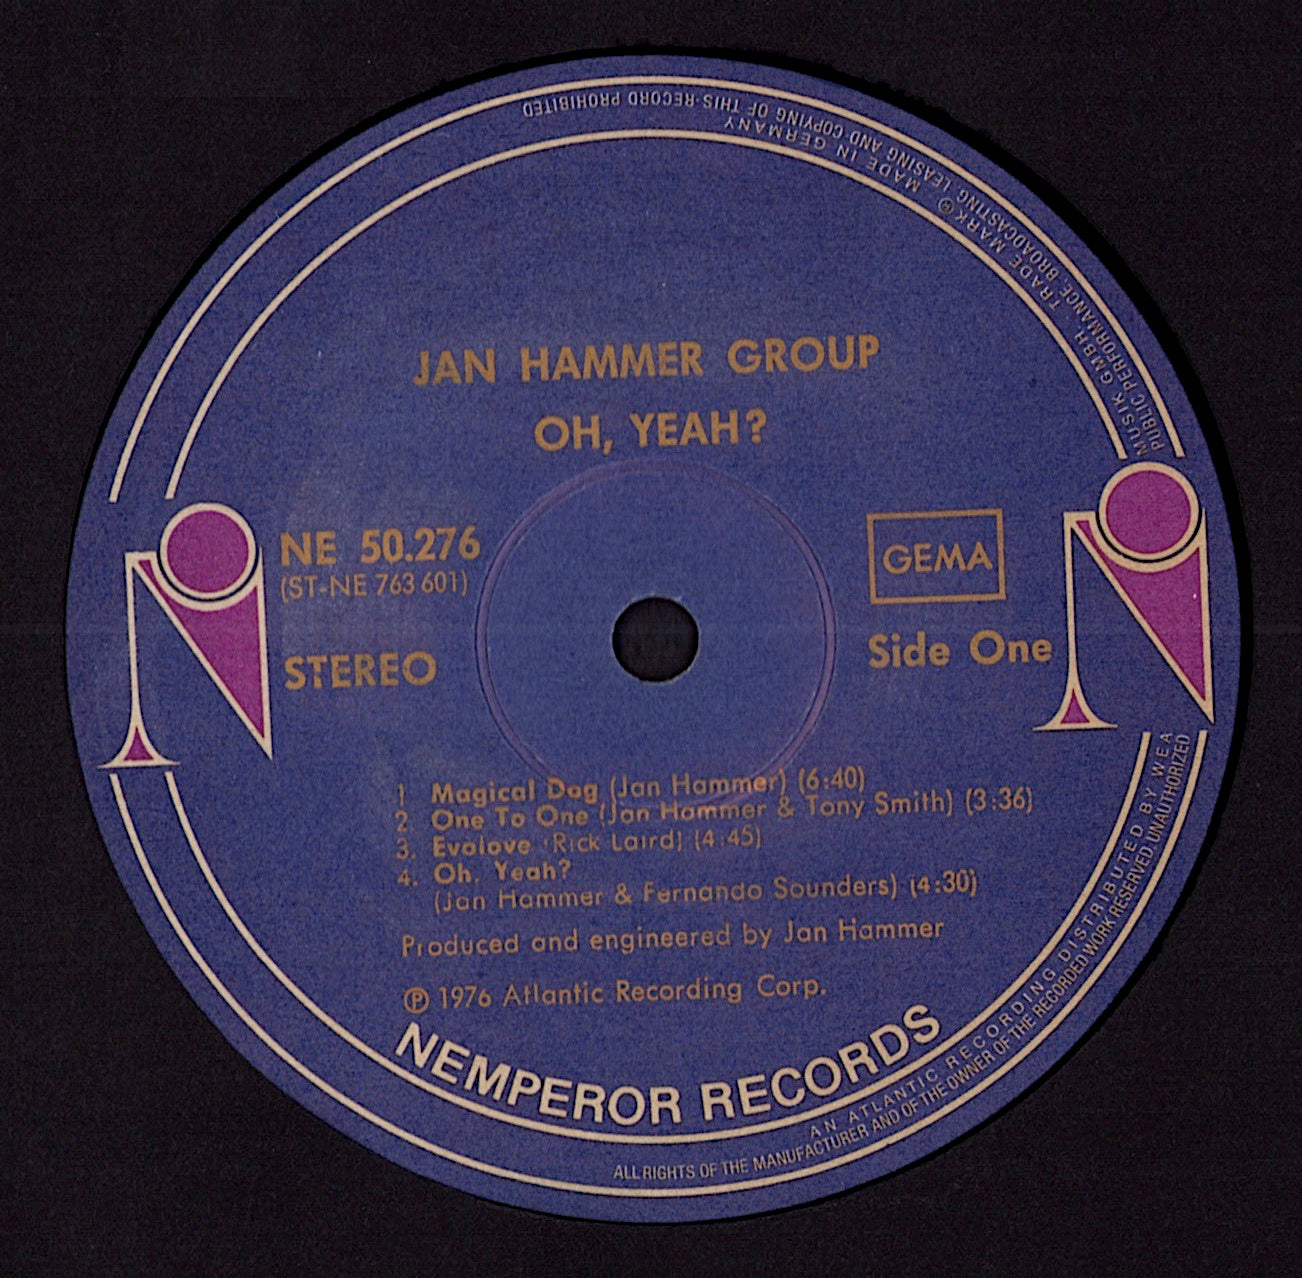 JAN HAMMER GROUP
OH, YEAH?
NE 50.276
(ST-NE 763 601)
STEREO
GEMA
Side One
1 Magical Dog (Jan Hammer) (6:40)
2. One To One (Jan Hammer & Tony Smith) (3:36)
3. Evolove (Rick Laird) (4:45)
4. Oh, Yeah?
(Jan Hammer & Fernando Sounders) (4:30)
Produced and engineered by Jan Hammer
Ⓟ 1976 Atlantic Recording Corp.
NEMPEROR RECORDS
AN ATLANTIC RECORDING DISTRIBUTED BY WEA
MUSIK GMBH TRADE MARK® MADE IN GERMANY
ALL RIGHTS OF THE MANUFACTURER AND OF THE OWNER OF THE RECORDED WORK RESERVED. UNAUTHORIZED
PUBLIC PERFORMANCE, BROADCASTING LEASING AND COPYING OF THIS RECORD PROHIBITED